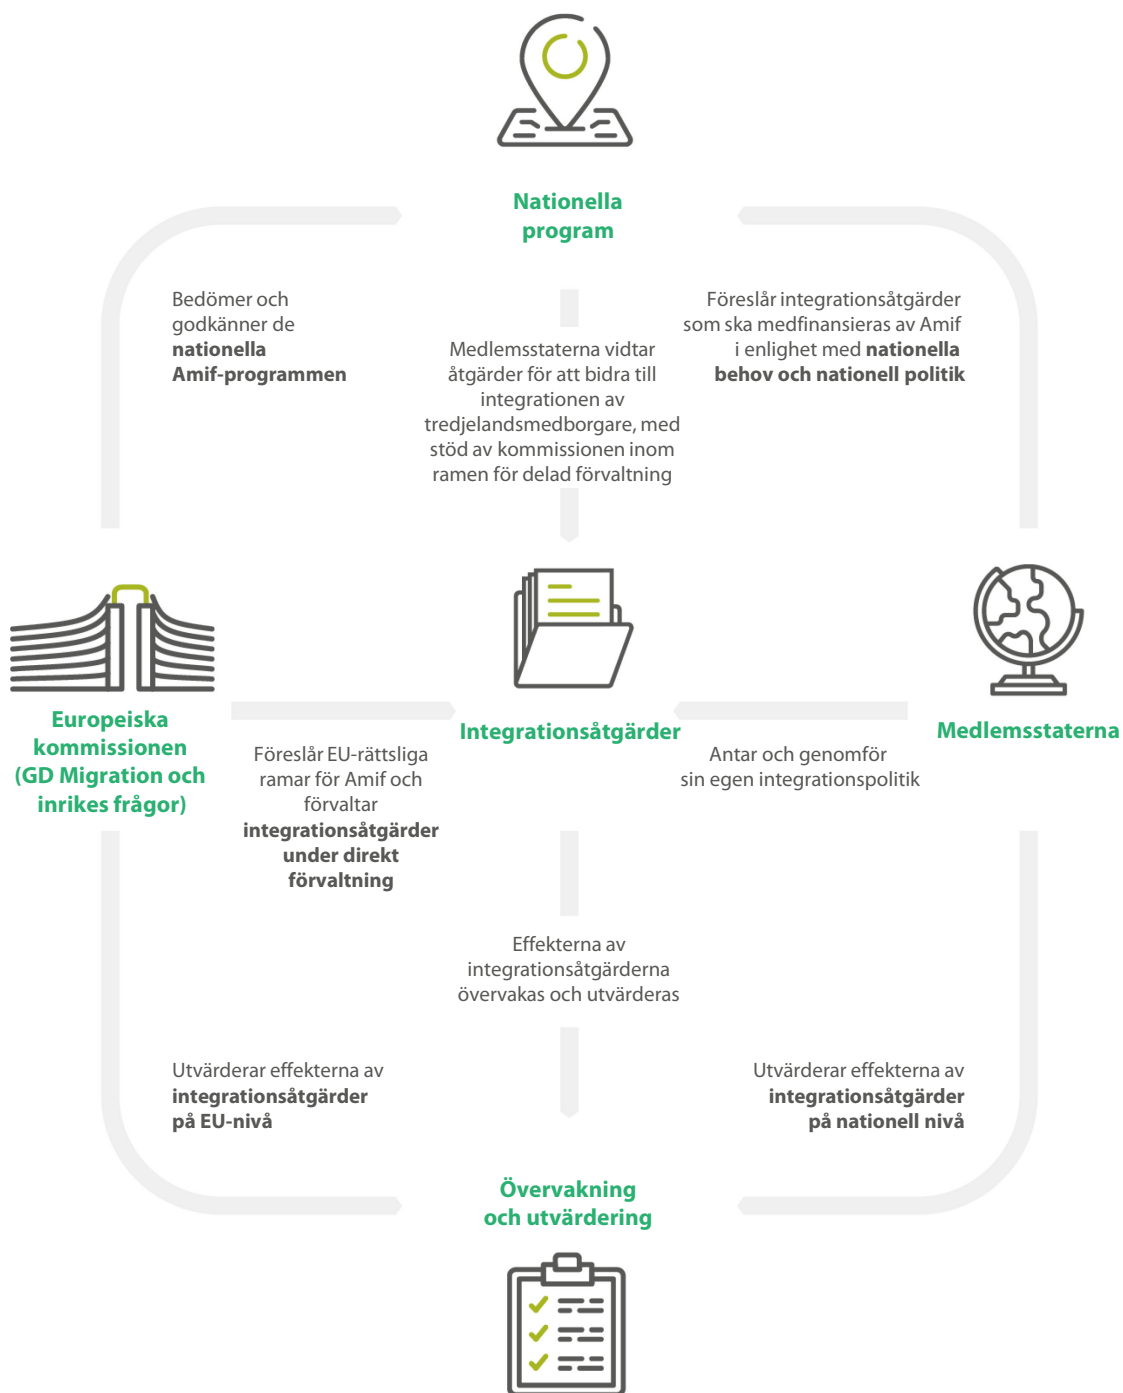 Nationella
program
Bedömer och
godkänner de
nationella
Amif-programmen
Medlemsstaterna vidtar
åtgärder för att bidra till
integrationen av
tredjelandsmedborgare, med
stöd av kommissionen inom
ramen för delad förvaltning
Föreslår integrationsåtgärder
som ska medfinansieras av Amif
i enlighet med nationella
behov och nationell politik
Europeiska
kommissionen
(GD Migration och
inrikes frågor)
Föreslår EU-rättsliga
ramar för Amif och
förvaltar
integrationsåtgärder
under direkt
förvaltning
Integrationsåtgärder
Antar och genomför
sin egen integrationspolitik
Medlemsstaterna
Effekterna av
integrationsåtgärderna
övervakas och utvärderas
Utvärderar effekterna av
integrationsåtgärder
på EU-nivå
Utvärderar effekterna av
integrationsåtgärder
på nationell nivå
Övervakning
och utvärdering